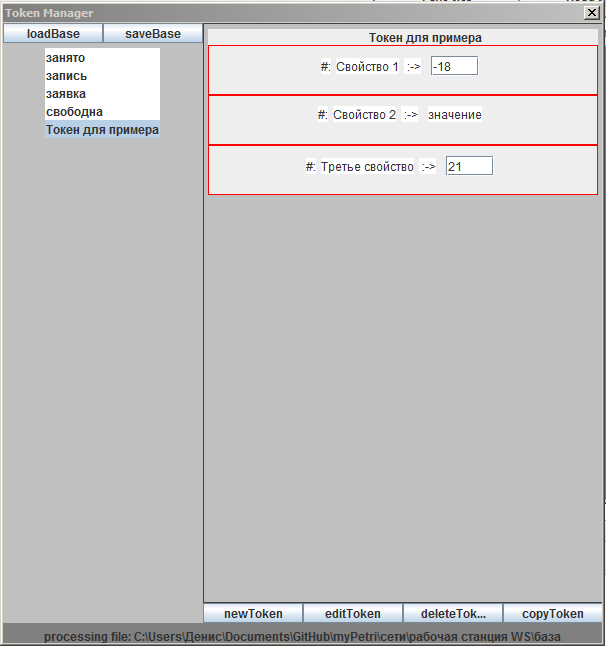 Token Manager
loadBase saveBase
занято
запись
заявка
свободна
Токен для примера
Токен для примера
#: Свойство 1 :-> -18
#: Свойство 2 :-> значение
#: Третье свойство :-> 21
newToken editToken deleteTok... copyToken
processing file: C:\Users\Денис\Documents\GitHub\myPetri\сети\рабочая станция WS\база